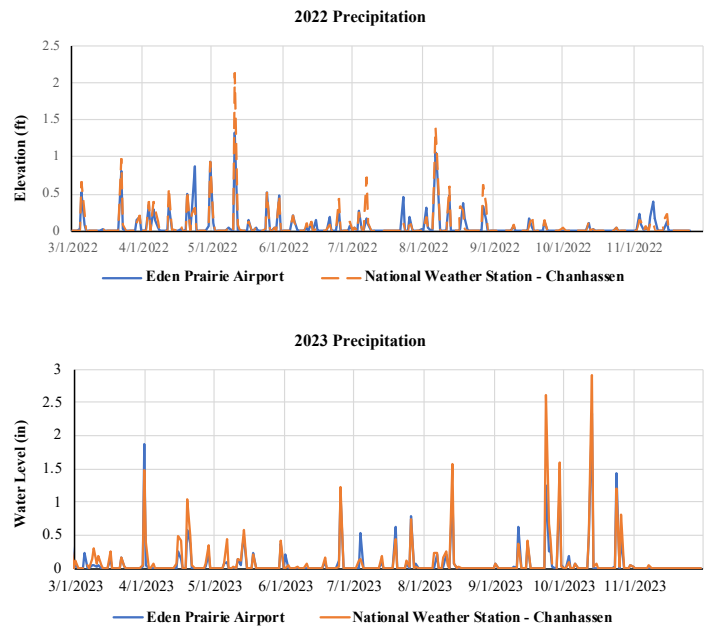 2022 Precipitation
2.5
2
1.5
1
0.5
0
Elevation (ft)
3/1/2022 4/1/2022 5/1/2022 6/1/2022 7/1/2022 8/1/2022 9/1/2022 10/1/2022 11/1/2022
Eden Prairie Airport National Weather Station - Chanhassen
2023 Precipitation
3
2.5
2
1.5
1
0.5
0
Water Level (in)
3/1/2023 4/1/2023 5/1/2023 6/1/2023 7/1/2023 8/1/2023 9/1/2023 10/1/2023 11/1/2023
Eden Prairie Airport National Weather Station - Chanhassen